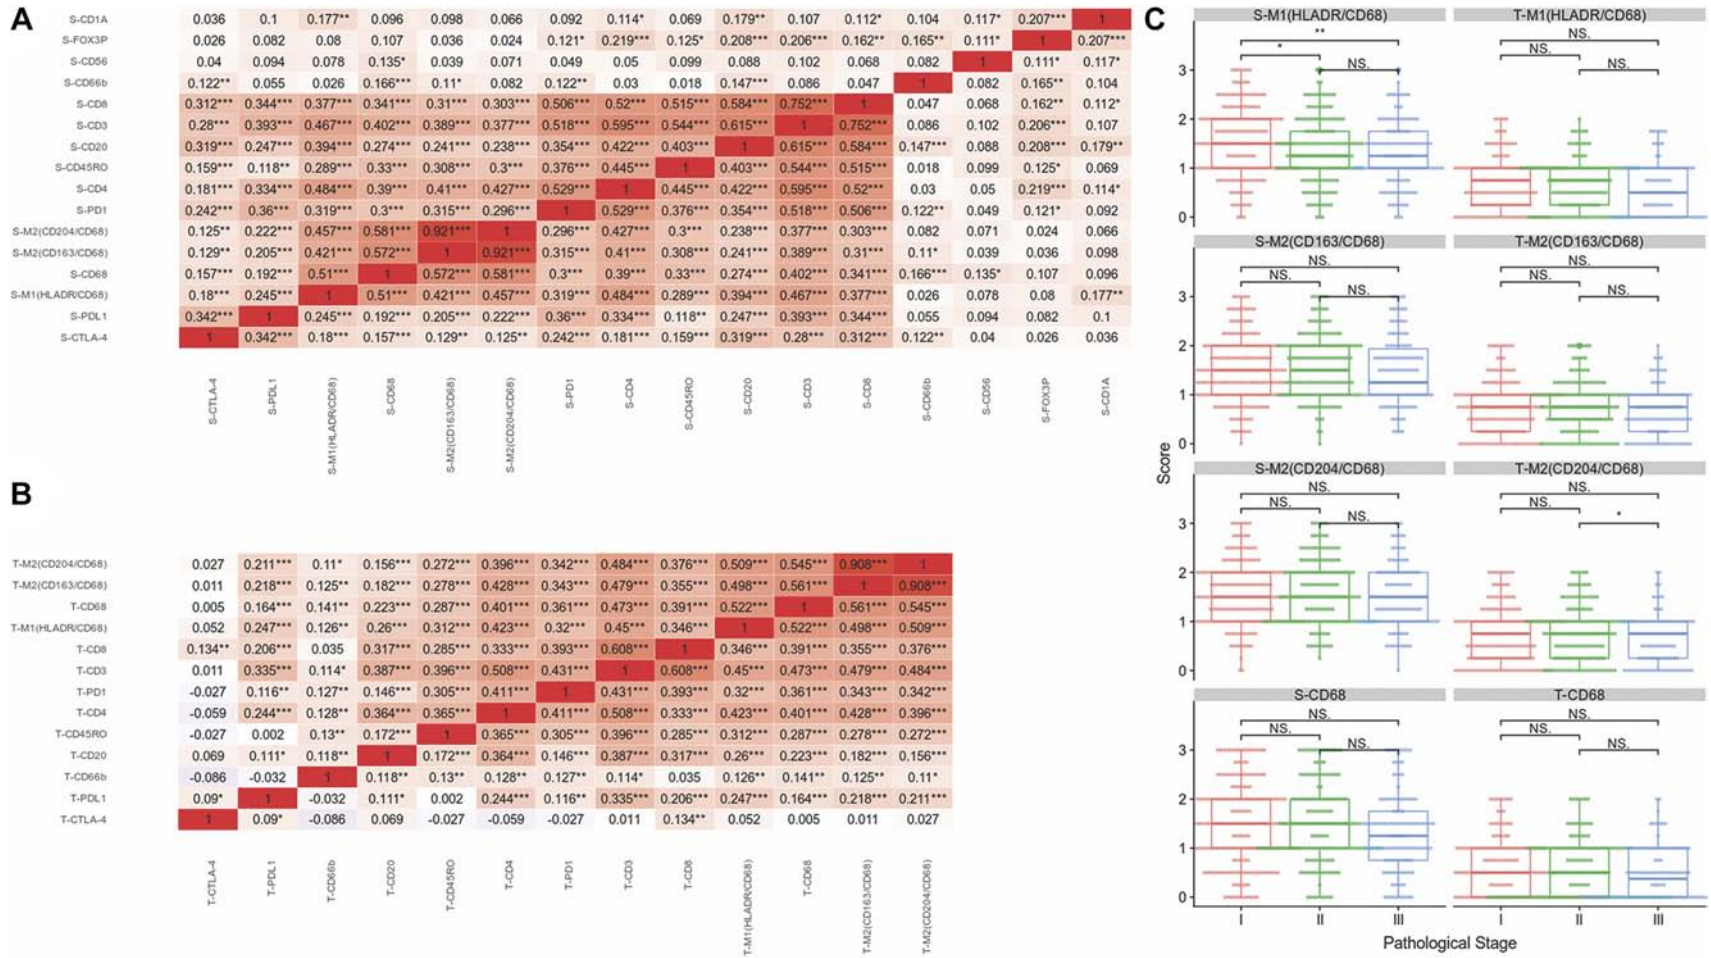 A
S-CD1A 0.036 0.1 0.177** 0.096 0.098 0.066 0.092 0.114* 0.069 0.179** 0.107 0.112* 0.104 0.117* 0.207*** 1
S-FOX3P 0.026 0.082 0.08 0.107 0.036 0.024 0.121* 0.219*** 0.125* 0.208*** 0.206*** 0.162** 0.165** 0.111* 1 0.207***
S-CD56 0.04 0.094 0.078 0.135* 0.039 0.071 0.049 0.05 0.099 0.088 0.102 0.068 0.082 1 0.111* 0.117*
S-CD66b 0.122** 0.055 0.026 0.166*** 0.11* 0.082 0.122** 0.03 0.018 0.147*** 0.086 0.047 1 0.082 0.165** 0.104
S-CD8 0.312*** 0.344*** 0.377*** 0.341*** 0.31*** 0.303*** 0.506*** 0.52*** 0.515*** 0.584*** 0.752*** 1 0.047 0.068 0.162** 0.112*
S-CD3 0.28*** 0.393*** 0.467*** 0.402*** 0.389*** 0.377*** 0.518*** 0.595*** 0.544*** 0.615*** 1 0.752*** 0.086 0.102 0.206*** 0.107
S-CD20 0.319*** 0.247*** 0.394*** 0.274*** 0.241*** 0.238*** 0.354*** 0.422*** 0.403*** 1 0.615*** 0.584*** 0.147*** 0.088 0.208*** 0.179**
S-CD45RO 0.159*** 0.118** 0.289*** 0.33*** 0.308*** 0.3*** 0.376*** 0.445*** 1 0.403*** 0.544*** 0.515*** 0.018 0.099 0.125* 0.069
S-CD4 0.181*** 0.334*** 0.484*** 0.39*** 0.41*** 0.427*** 0.529*** 1 0.445*** 0.422*** 0.595*** 0.52*** 0.03 0.05 0.219*** 0.114*
S-PD1 0.242*** 0.36*** 0.319*** 0.3*** 0.315*** 0.296*** 1 0.529*** 0.376*** 0.354*** 0.518*** 0.506*** 0.122** 0.049 0.121* 0.092
S-M2(CD204/CD68) 0.125** 0.222*** 0.457*** 0.581*** 0.921*** 1 0.296*** 0.427*** 0.3*** 0.238*** 0.377*** 0.303*** 0.082 0.071 0.024 0.066
S-M2(CD163/CD68) 0.129** 0.205*** 0.421*** 0.572*** 1 0.921*** 0.315*** 0.41*** 0.308*** 0.241*** 0.389*** 0.31*** 0.11* 0.039 0.036 0.098
S-CD68 0.157*** 0.192*** 0.51*** 1 0.572*** 0.581*** 0.3*** 0.39*** 0.33*** 0.274*** 0.402*** 0.341*** 0.166*** 0.135* 0.107 0.096
S-M1(HLADR/CD68) 0.18*** 0.245*** 1 0.51*** 0.421*** 0.457*** 0.319*** 0.484*** 0.289*** 0.394*** 0.467*** 0.377*** 0.026 0.078 0.08 0.177**
S-PDL1 0.342*** 1 0.245*** 0.192*** 0.205*** 0.222*** 0.36*** 0.334*** 0.118** 0.247*** 0.393*** 0.344*** 0.055 0.094 0.082 0.1
S-CTLA-4 1 0.342*** 0.18*** 0.157*** 0.129** 0.125** 0.242*** 0.181*** 0.159*** 0.319*** 0.28*** 0.312*** 0.122** 0.04 0.026 0.036
S-CTLA-4 S-PDL1 S-M1(HLADR/CD68) S-CD68 S-M2(CD163/CD68) S-M2(CD204/CD68) S-PD1 S-CD4 S-CD45RO S-CD20 S-CD3 S-CD8 S-CD66b S-CD56 S-FOX3P S-CD1A
B
T-M2(CD204/CD68) 0.027 0.211*** 0.11* 0.156*** 0.272*** 0.396*** 0.342*** 0.484*** 0.376*** 0.509*** 0.545*** 0.908*** 1
T-M2(CD163/CD68) 0.011 0.218*** 0.125** 0.182*** 0.278*** 0.428*** 0.343*** 0.479*** 0.355*** 0.498*** 0.561*** 1 0.908***
T-CD68 0.005 0.164*** 0.141** 0.223*** 0.287*** 0.401*** 0.361*** 0.473*** 0.391*** 0.522*** 1 0.561*** 0.545***
T-M1(HLADR/CD68) 0.052 0.247*** 0.126** 0.26*** 0.312*** 0.423*** 0.32*** 0.45*** 0.346*** 1 0.522*** 0.498*** 0.509***
T-CD8 0.134** 0.206*** 0.035 0.317*** 0.285*** 0.333*** 0.393*** 0.608*** 1 0.346*** 0.391*** 0.355*** 0.376***
T-CD3 0.011 0.335*** 0.114* 0.387*** 0.396*** 0.508*** 0.431*** 1 0.608*** 0.45*** 0.473*** 0.479*** 0.484***
T-PD1 -0.027 0.116** 0.127** 0.146*** 0.305*** 0.411*** 1 0.431*** 0.393*** 0.32*** 0.361*** 0.343*** 0.342***
T-CD4 -0.059 0.244*** 0.128** 0.364*** 0.365*** 1 0.411*** 0.508*** 0.333*** 0.423*** 0.401*** 0.428*** 0.396***
T-CD45RO -0.027 0.002 0.13** 0.172*** 1 0.365*** 0.305*** 0.396*** 0.285*** 0.312*** 0.287*** 0.278*** 0.272***
T-CD20 0.069 0.111* 0.118** 1 0.172*** 0.364*** 0.146*** 0.387*** 0.317*** 0.26*** 0.223*** 0.182*** 0.156***
T-CD66b -0.086 -0.032 1 0.118** 0.13** 0.128** 0.127** 0.114* 0.035 0.126** 0.141** 0.125** 0.11*
T-PDL1 0.09* 1 -0.032 0.111* 0.002 0.244*** 0.116** 0.335*** 0.206*** 0.247*** 0.164*** 0.218*** 0.211***
T-CTLA-4 1 0.09* -0.086 0.069 -0.027 -0.059 -0.027 0.011 0.134** 0.052 0.005 0.011 0.027
T-CTLA-4 T-PDL1 T-CD66b T-CD20 T-CD45RO T-CD4 T-PD1 T-CD3 T-CD8 T-M1(HLADR/CD68) T-CD68 T-M2(CD163/CD68) T-M2(CD204/CD68)
C
S-M1(HLADR/CD68) T-M1(HLADR/CD68)
** NS.
* NS. NS. NS.
3
2
1
0
S-M2(CD163/CD68) T-M2(CD163/CD68)
NS. NS.
NS. NS. NS. NS.
3
2
1
0
Score
S-M2(CD204/CD68) T-M2(CD204/CD68)
NS. NS.
NS. NS. NS. *
3
2
1
0
S-CD68 T-CD68
NS. NS.
NS. NS. NS. NS.
3
2
1
0
I II III I II III
Pathological Stage